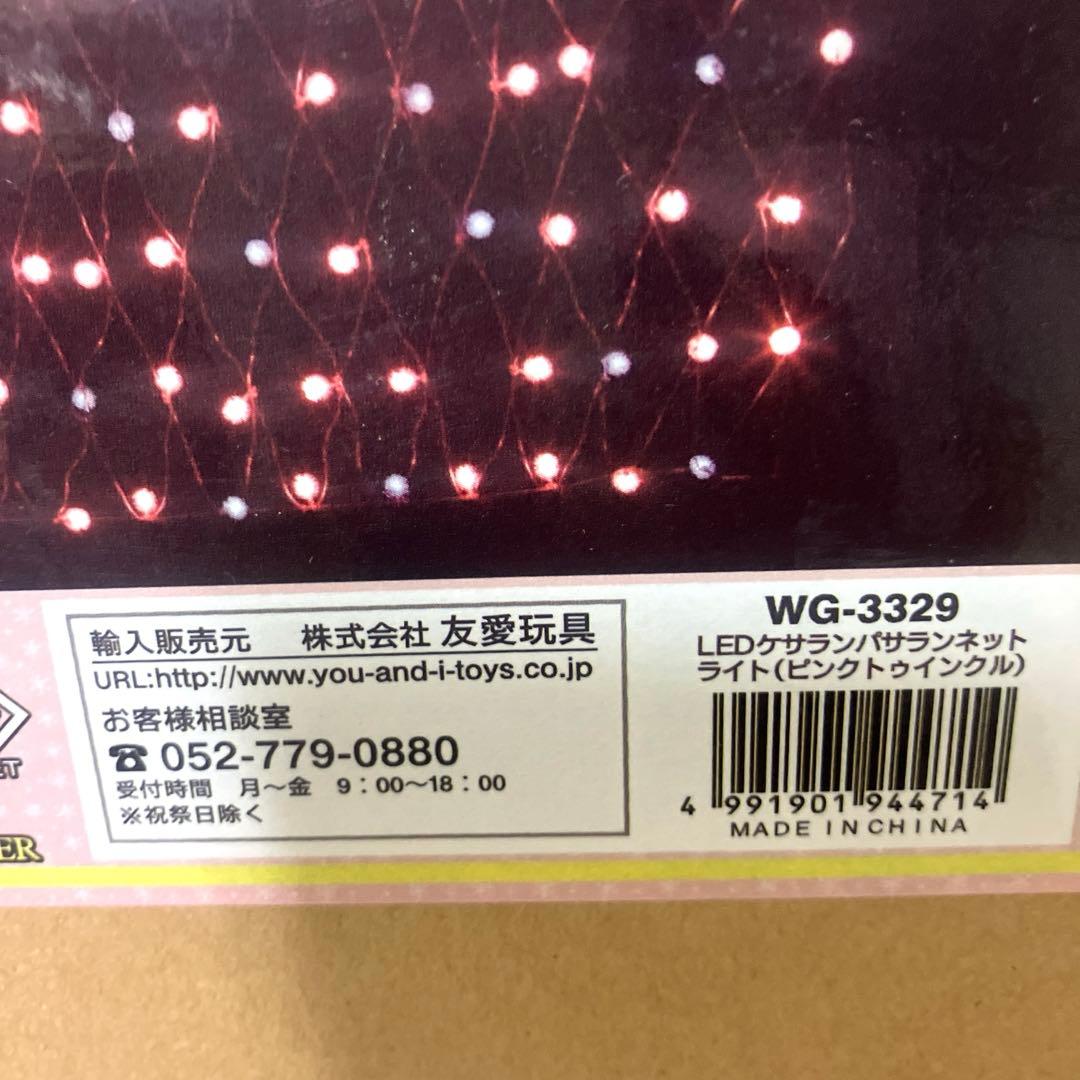 輸入販売元 株式会社 友愛玩具
URL:http://www.you-and-i-toys.co.jp
お客様相談室
☎ 052-779-0880
受付時間 月〜金 9:00〜18:00
※祝祭日除く
WG-3329
LEDケサランパサランネット
ライト(ピンクトゥインクル)
4 991901 944714
MADE IN CHINA
ET
ER